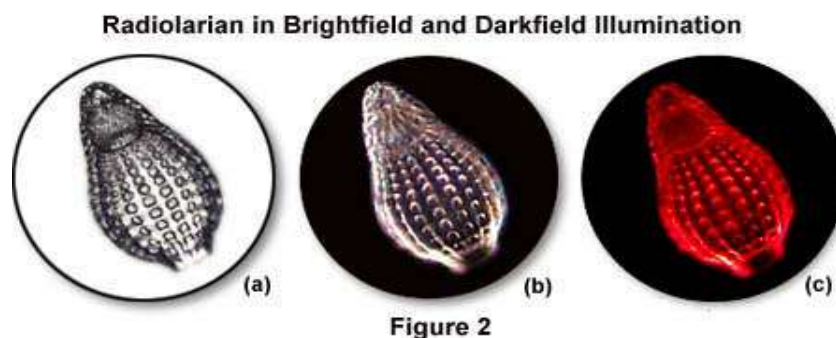 Radiolarian in Brightfield and Darkfield Illumination
(a)
(b)
(c)
Figure 2